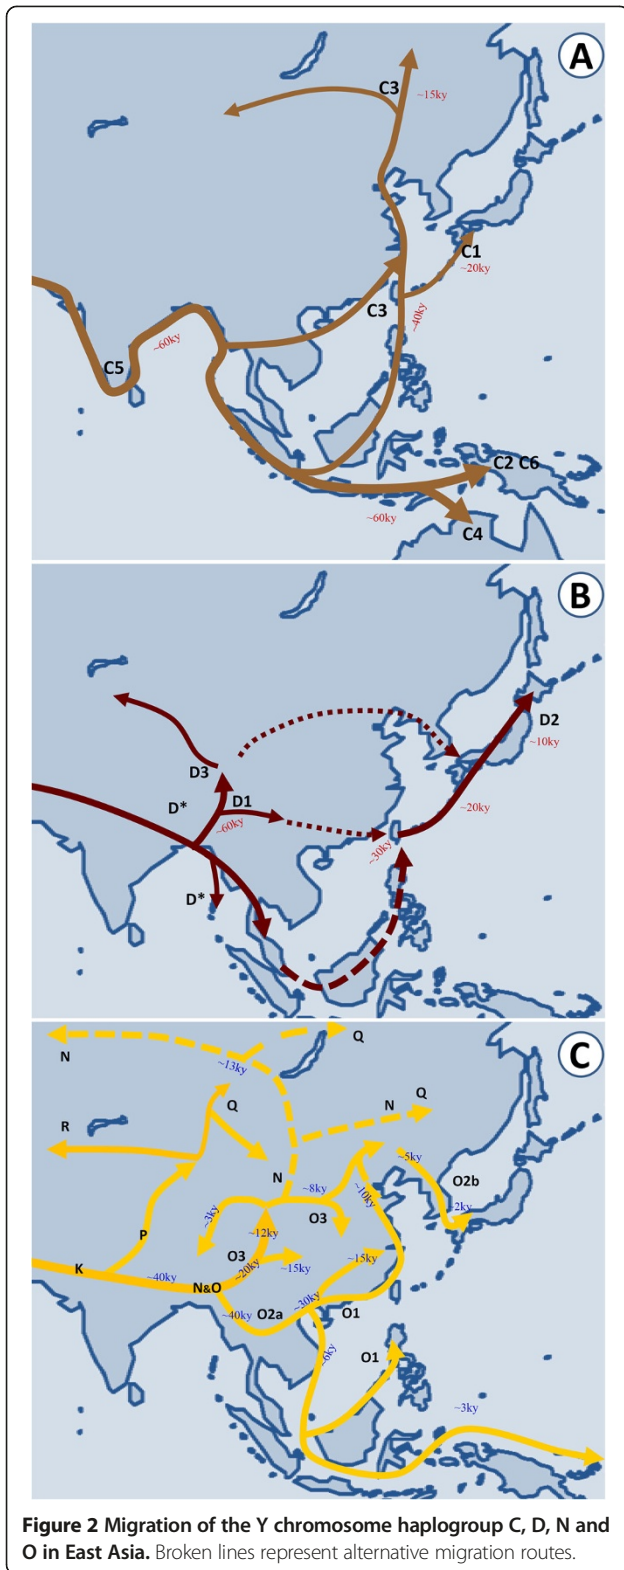 A
C3
~15ky
C1
~20ky
C3
~40ky
~60ky
C5
C2 C6
~60ky
C4
B
D2
~10ky
D3
D*
D1
~60ky
~20ky
~30ky
D*
C
Q
N
~13ky
R
Q
N
Q
N
~5ky
~8ky
~10ky
O2b
~3ky
O3
~2ky
P
~12ky
O3
~15ky
K
~40ky
~20ky
~15ky
N&O
~30ky
~40ky
O2a
O1
~6ky
O1
~3ky
Figure 2 Migration of the Y chromosome haplogroup C, D, N and
O in East Asia. Broken lines represent alternative migration routes.